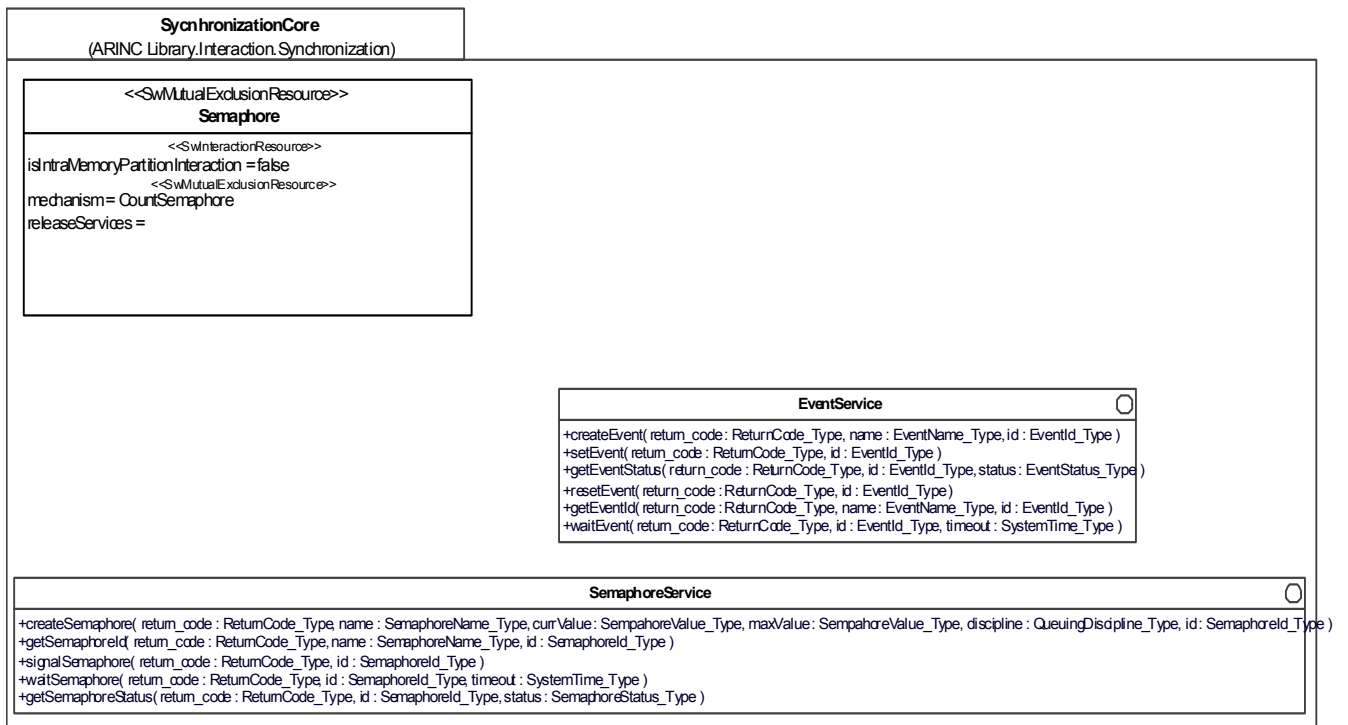 SycnhronizationCore
(ARINC Library.Interaction.Synchronization)
<<SwMutualExclusionResource>>
Semaphore
<<SwInteractionResource>>
isIntraMemoryPartitionInteraction =false
<<SwMutualExclusionResource>>
mechanism= CountSemaphore
releaseServices =
EventService
+createEvent( return_code : ReturnCode_Type, name : EventName_Type, id : EventId_Type )
+setEvent( return_code : ReturnCode_Type, id : EventId_Type )
+getEventStatus( return_code : ReturnCode_Type, id : EventId_Type, status : EventStatus_Type )
+resetEvent( return_code : ReturnCode_Type, id : EventId_Type )
+getEventId( return_code : ReturnCode_Type, name : EventName_Type, id : EventId_Type )
+waitEvent( return_code : ReturnCode_Type, id : EventId_Type, timeout : SystemTime_Type )
SemaphoreService
+createSemaphore( return_code : ReturnCode_Type, name : SemaphoreName_Type, currValue : SempahoreValue_Type, maxValue : SempahoreValue_Type, discipline : QueuingDiscipline_Type, id : SemaphoreId_Type )
+getSemaphoreId( return_code : ReturnCode_Type, name : SemaphoreName_Type, id : SemaphoreId_Type )
+signalSemaphore( return_code : ReturnCode_Type, id : SemaphoreId_Type )
+waitSemaphore( return_code : ReturnCode_Type, id : SemaphoreId_Type, timeout : SystemTime_Type )
+getSemaphoreStatus( return_code : ReturnCode_Type, id : SemaphoreId_Type, status : SemaphoreStatus_Type )